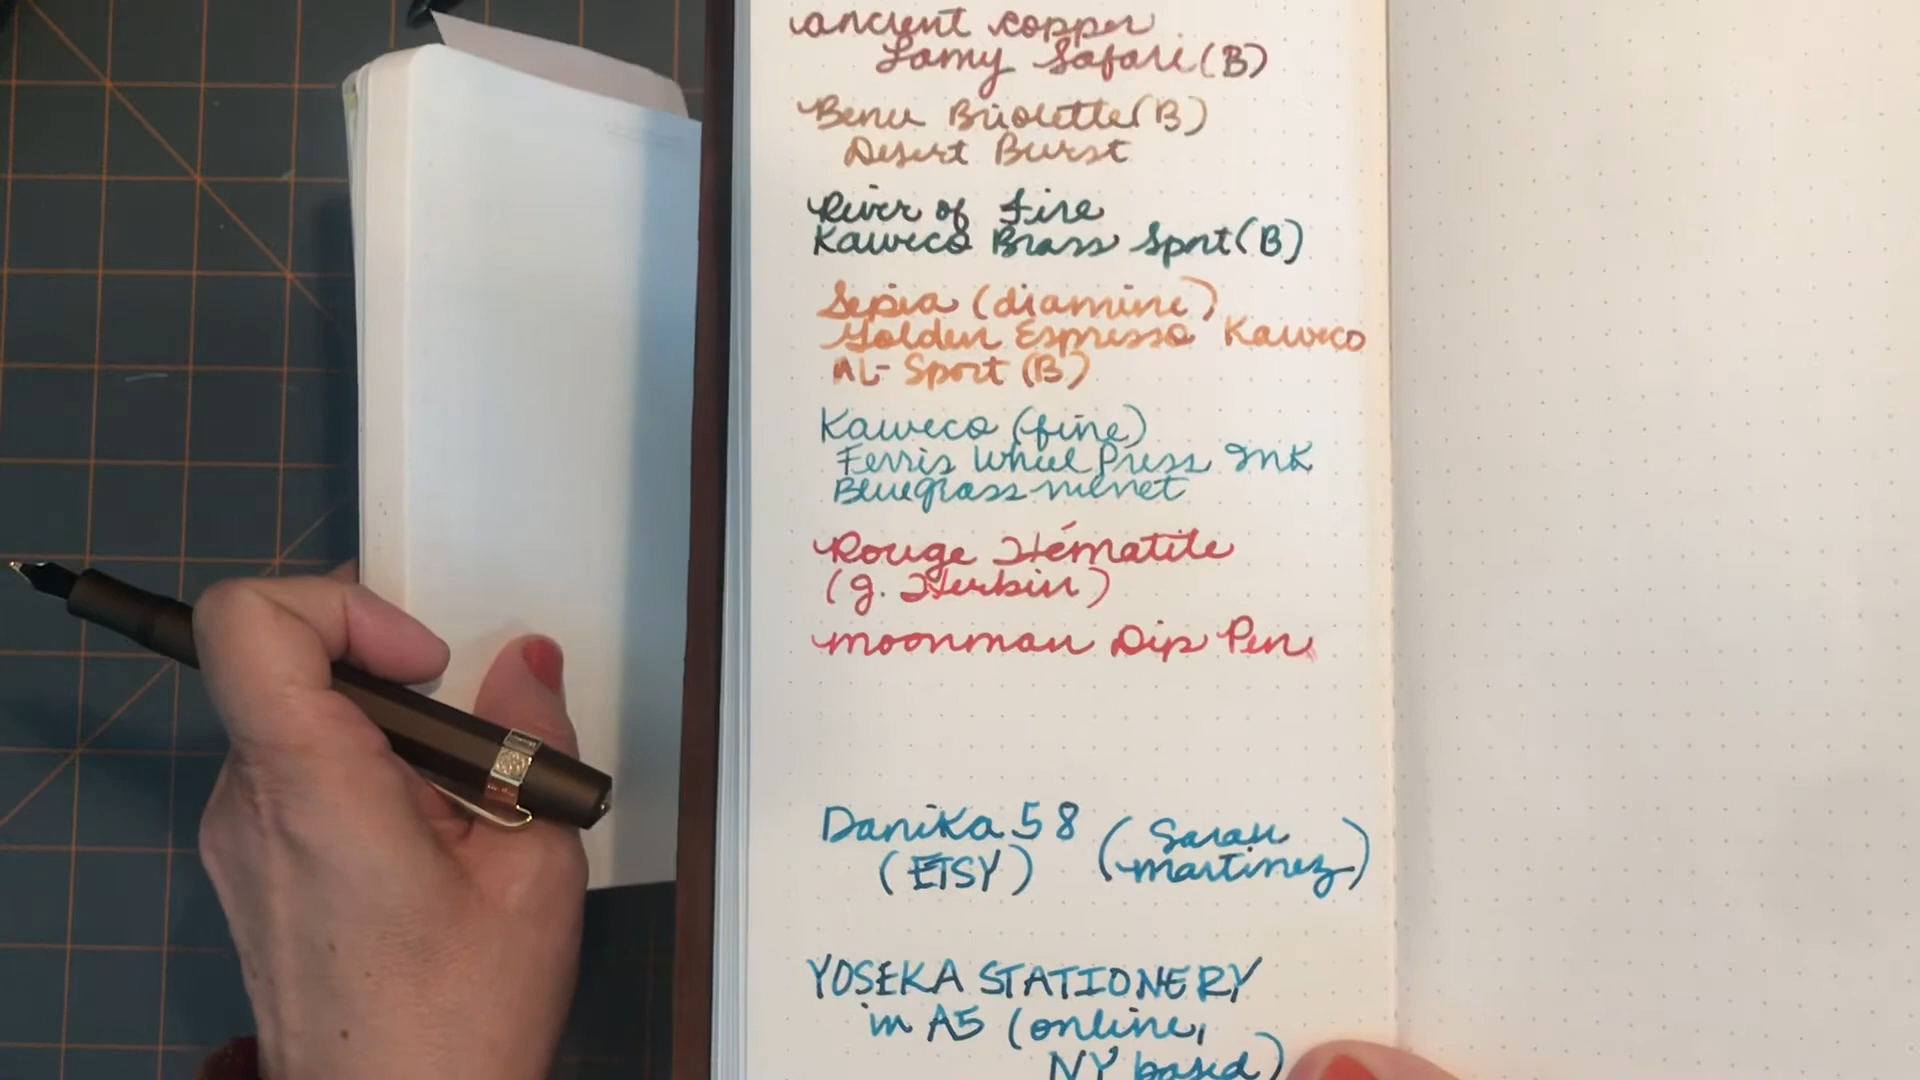 ancient copper
Lamy Safari (B)
Benu Briolette (B)
Desert Burst
River of Fire
Kaweco Brass Sport (B)
Sepia (diamine)
Golden Espresso Kaweco
AL-Sport (B)
Kaweco (fine)
Ferris Wheel Press Ink
Bluegrass velvet
Rouge Hématite
(J. Herbin)
moonman Dip Pen
Danika 58 (Sarah
(ETSY) martinez)
YOSEKA STATIONERY
in A5 (online,
NY based)